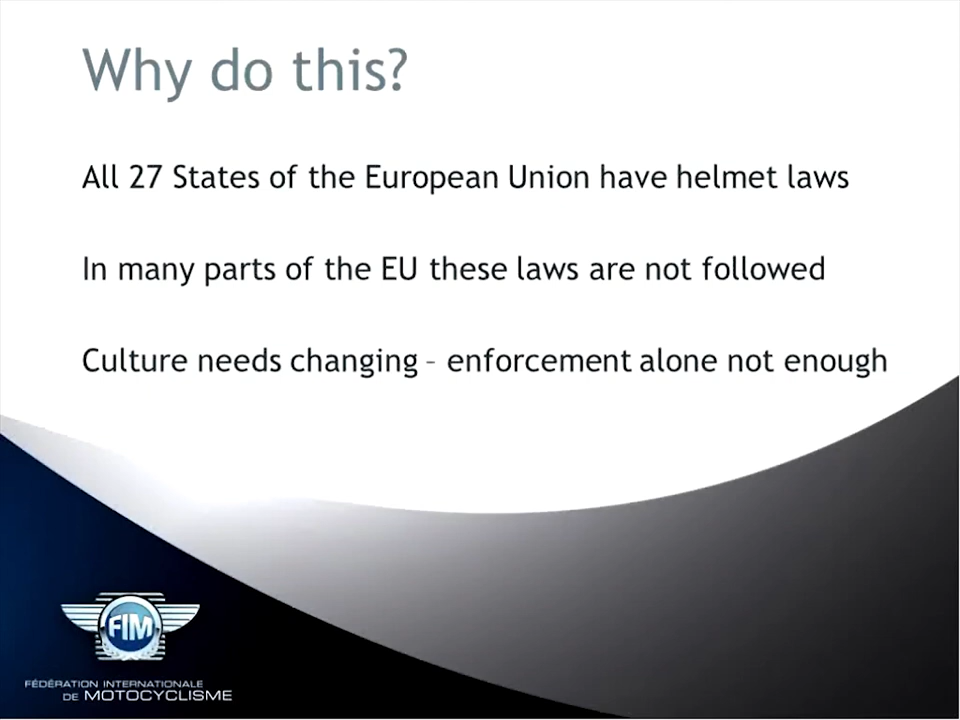 Why do this?
All 27 States of the European Union have helmet laws
In many parts of the EU these laws are not followed
Culture needs changing – enforcement alone not enough
FIM
FÉDÉRATION INTERNATIONALE
DE MOTOCYCLISME